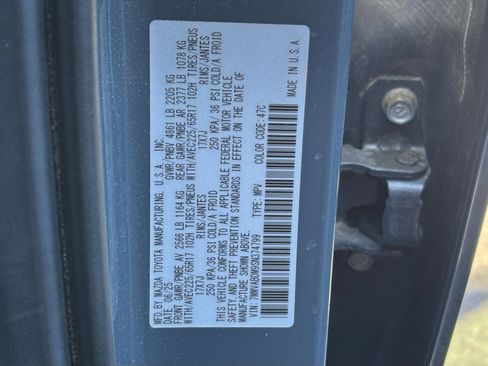 MFD BY MAZDA TOYOTA MANUFACTURING, U.S.A. INC.
DATE: 06/25 GVWR/PNBV 4861 LB 2205 KG
FRONT GAWR/PNBE AV 2566 LB 1164 KG REAR GAWR/PNBE AR 2377 LB 1078 KG
WITH/AVEC225/65R17 102H TIRES/PNEUS WITH/AVEC225/65R17 102H TIRES/PNEUS
17X7J RIMS/JANTES 17X7J RIMS/JANTES
250 KPA/ 36 PSI COLD/A FROID 250 KPA/ 36 PSI COLD/A FROID
THIS VEHICLE CONFORMS TO ALL APPLICABLE FEDERAL MOTOR VEHICLE
SAFETY AND THEFT PREVENTION STANDARDS IN EFFECT ON THE DATE OF
MANUFACTURE SHOWN ABOVE.
VIN: 7MMVABDM9SN374799 TYPE: MPV COLOR CODE: 47C
MADE IN U.S.A.